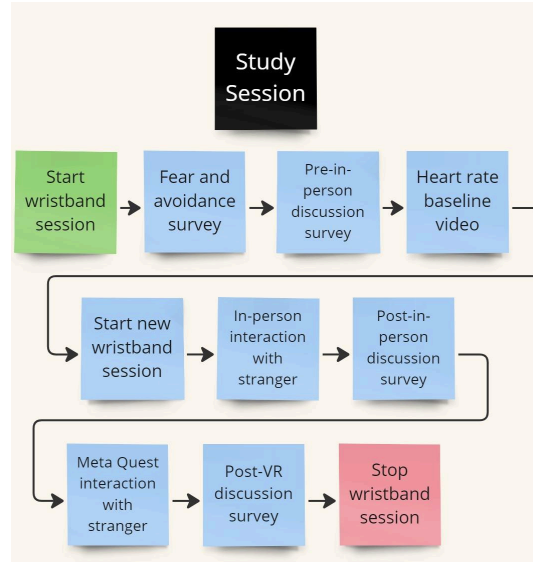 Study
Session
Start
wristband
session
Fear and
avoidance
survey
Pre-in-
person
discussion
survey
Heart rate
baseline
video
Start new
wristband
session
In-person
interaction
with
stranger
Post-in-
person
discussion
survey
Meta Quest
interaction
with
stranger
Post-VR
discussion
survey
Stop
wristband
session